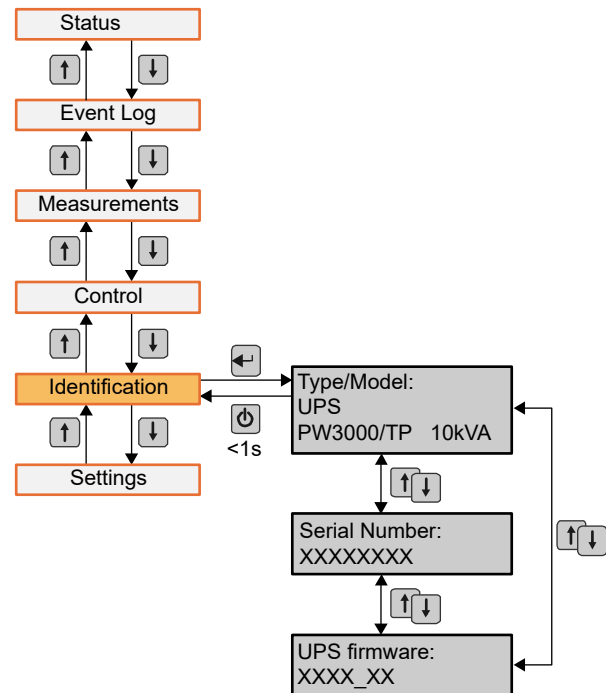 Status
Event Log
Measurements
Control
Identification
Settings
<1s
Type/Model:
UPS
PW3000/TP 10kVA
Serial Number:
XXXXXXXX
UPS firmware:
XXXX_XX